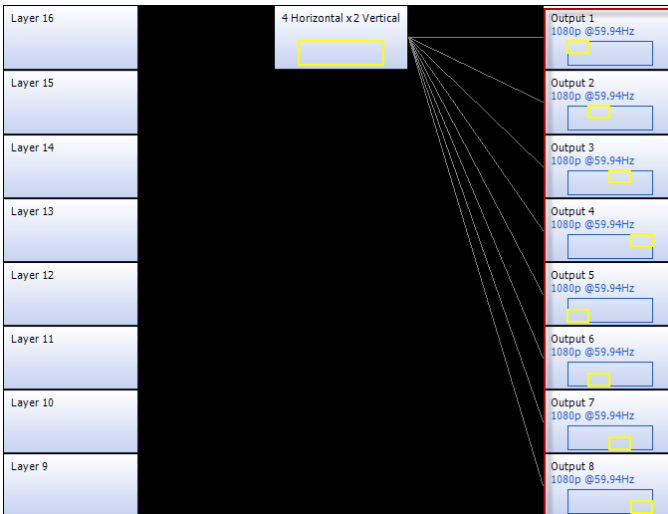 Layer 16
Layer 15
Layer 14
Layer 13
Layer 12
Layer 11
Layer 10
Layer 9
4 Horizontal x2 Vertical
Output 1
1080p @59.94Hz
Output 2
1080p @59.94Hz
Output 3
1080p @59.94Hz
Output 4
1080p @59.94Hz
Output 5
1080p @59.94Hz
Output 6
1080p @59.94Hz
Output 7
1080p @59.94Hz
Output 8
1080p @59.94Hz